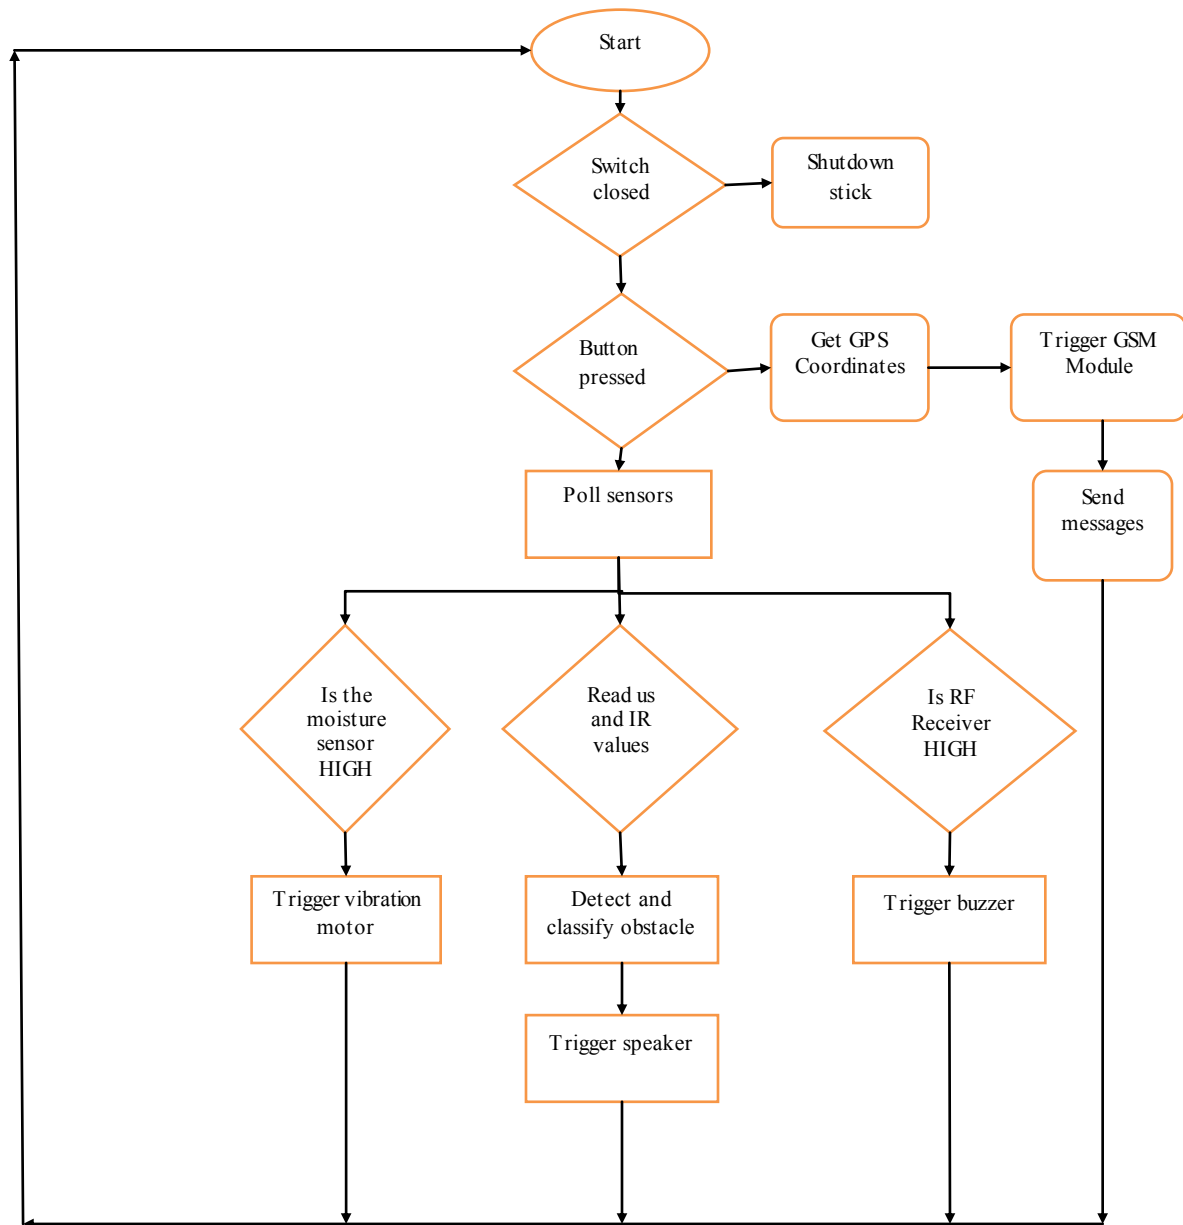 Start
Switch
closed
Shutdown
stick
Button
pressed
Get GPS
Coordinates
Trigger GSM
Module
Poll sensors
Send
messages
Is the
moisture
sensor
HIGH
Read us
and IR
values
Is RF
Receiver
HIGH
Trigger vibration
motor
Detect and
classify obstacle
Trigger buzzer
Trigger speaker